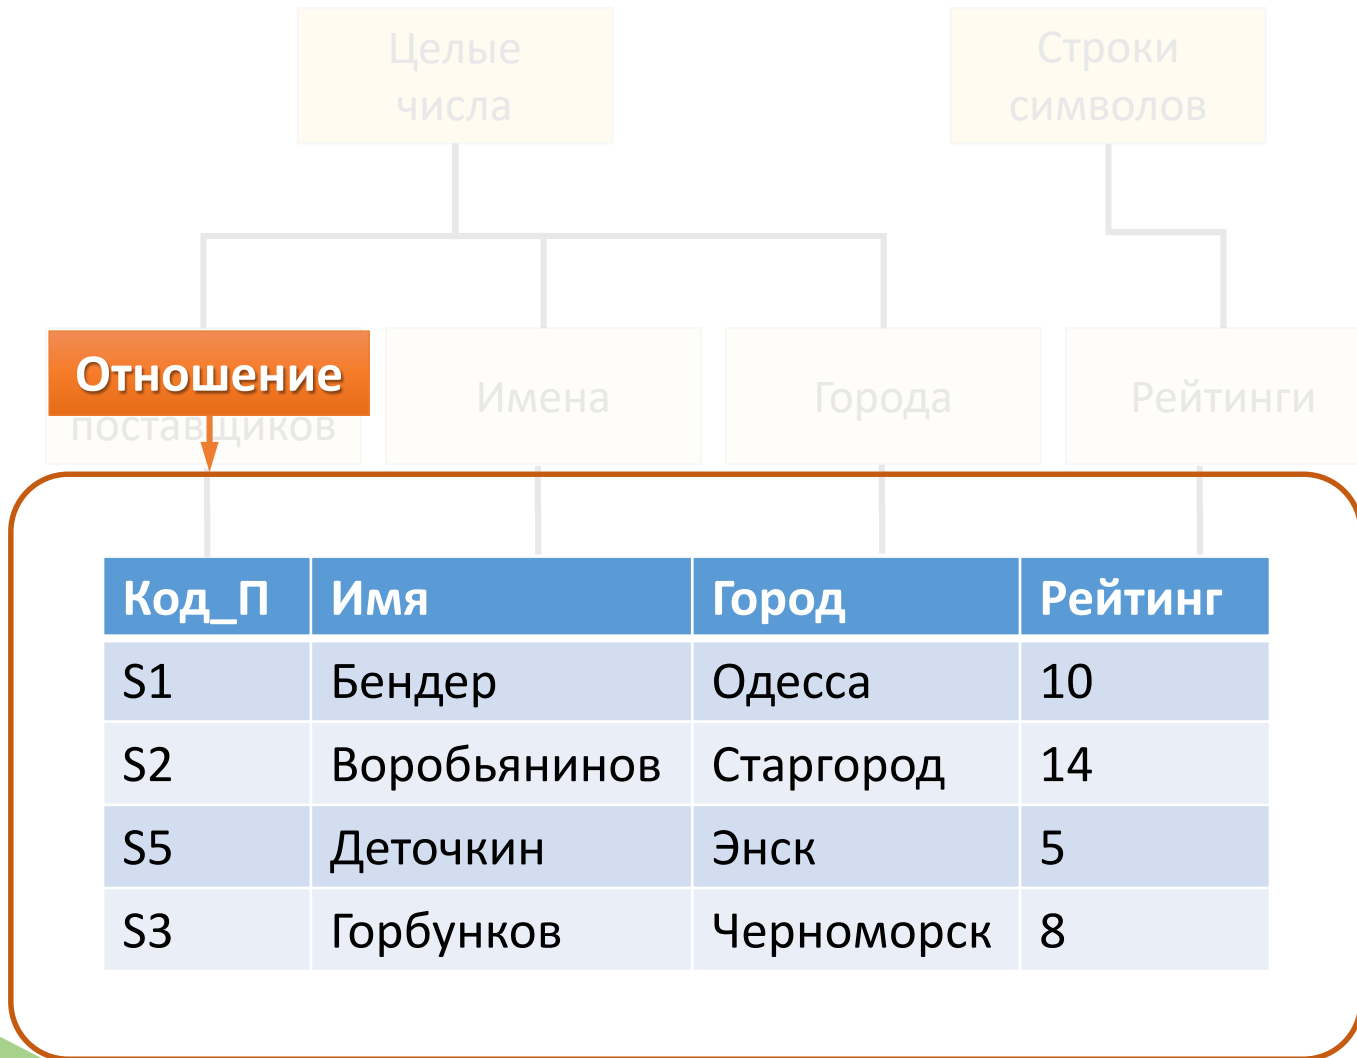 Целые
числа
Строки
символов
Отношение
поставщиков
Имена
Города
Рейтинги
Код_П Имя Город Рейтинг
S1 Бендер Одесса 10
S2 Воробьянинов Старгород 14
S5 Деточкин Энск 5
S3 Горбунков Черноморск 8